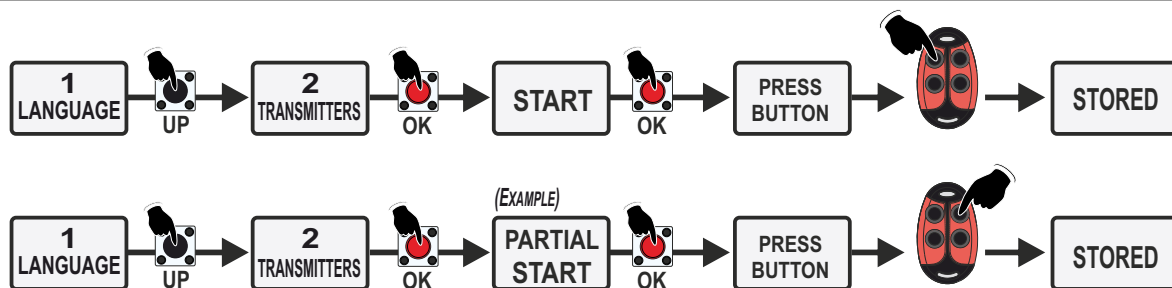 1
LANGUAGE
UP
2
TRANSMITTERS
OK
START
OK
PRESS
BUTTON
STORED
1
LANGUAGE
UP
2
TRANSMITTERS
OK
(EXAMPLE)
PARTIAL
START
OK
PRESS
BUTTON
STORED